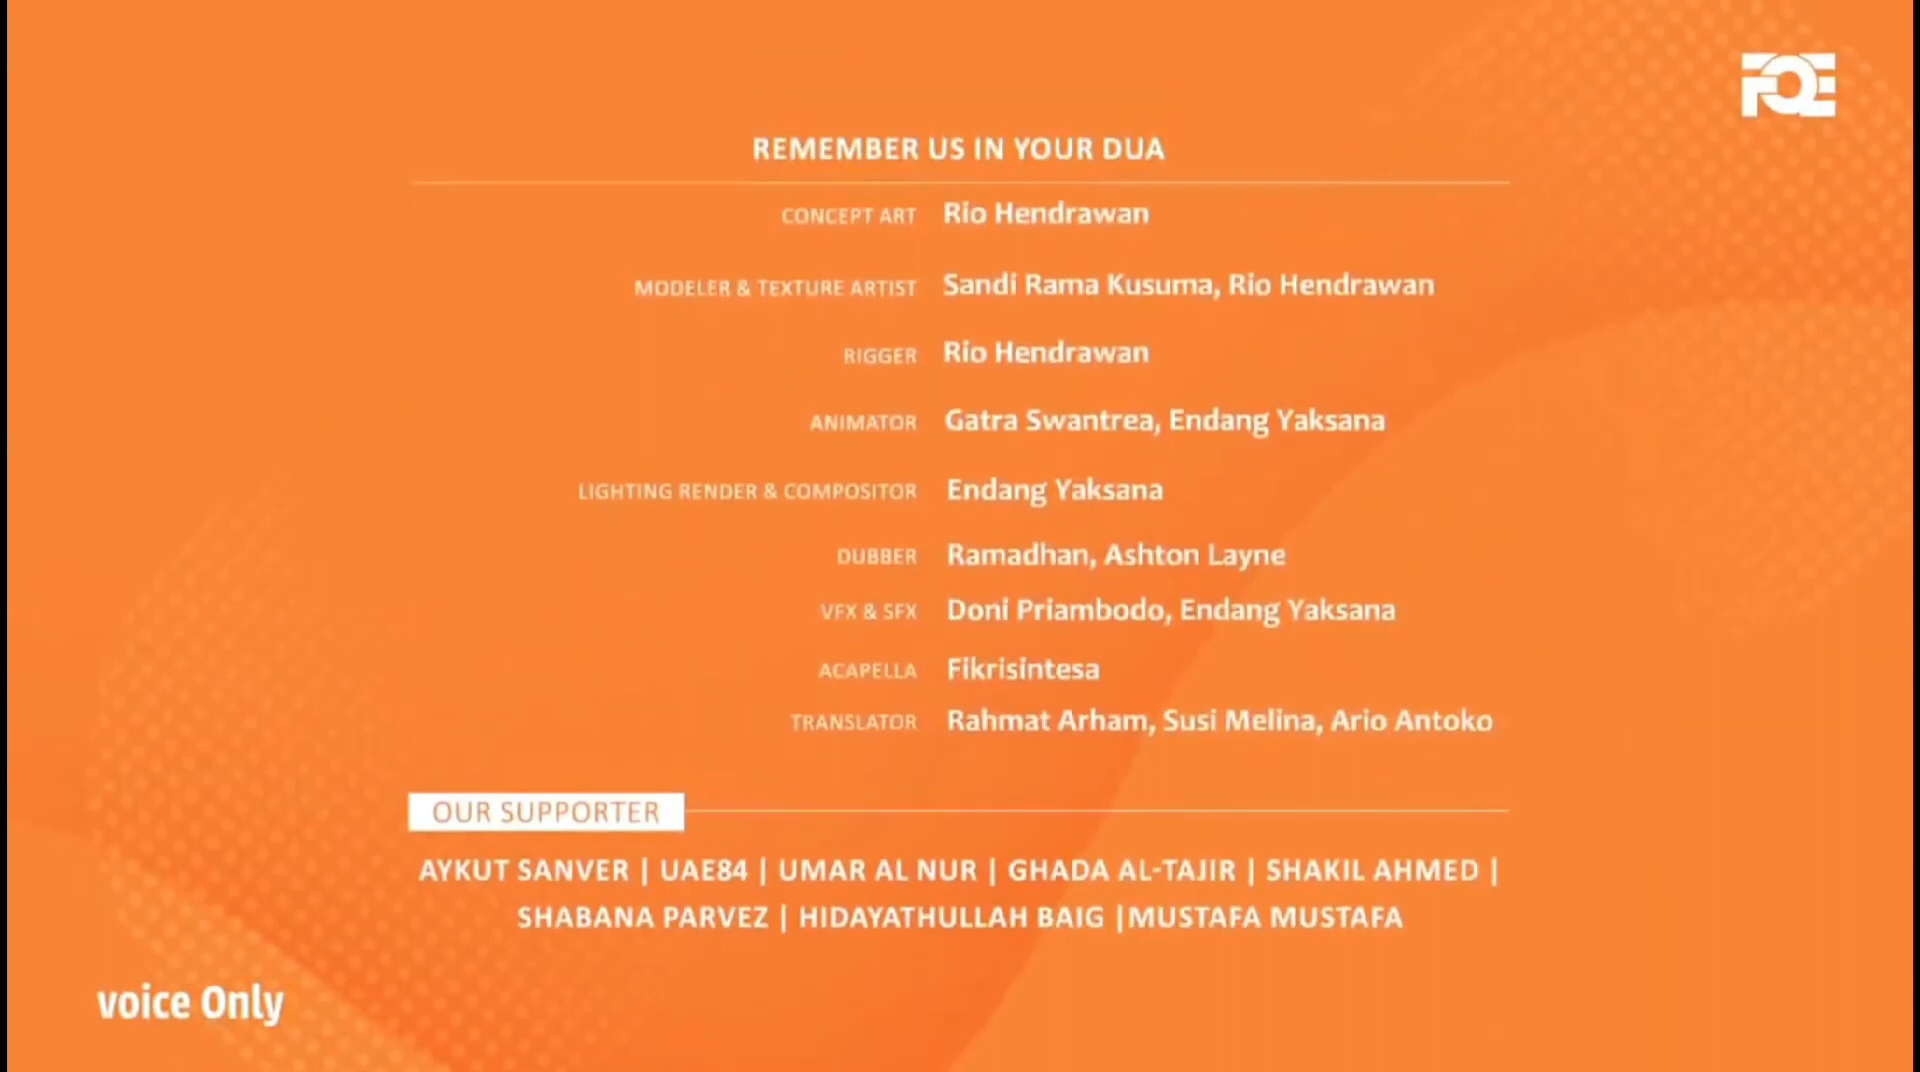 FQE
REMEMBER US IN YOUR DUA
CONCEPT ART Rio Hendrawan
MODELER & TEXTURE ARTIST Sandi Rama Kusuma, Rio Hendrawan
RIGGER Rio Hendrawan
ANIMATOR Gatra Swantrea, Endang Yaksana
LIGHTING RENDER & COMPOSITOR Endang Yaksana
DUBBER Ramadhan, Ashton Layne
VFX & SFX Doni Priambodo, Endang Yaksana
ACAPELLA Fikrisintesa
TRANSLATOR Rahmat Arham, Susi Melina, Ario Antoko
OUR SUPPORTER
AYKUT SANVER | UAE84 | UMAR AL NUR | GHADA AL-TAJIR | SHAKIL AHMED |
SHABANA PARVEZ | HIDAYATHULLAH BAIG |MUSTAFA MUSTAFA
voice Only